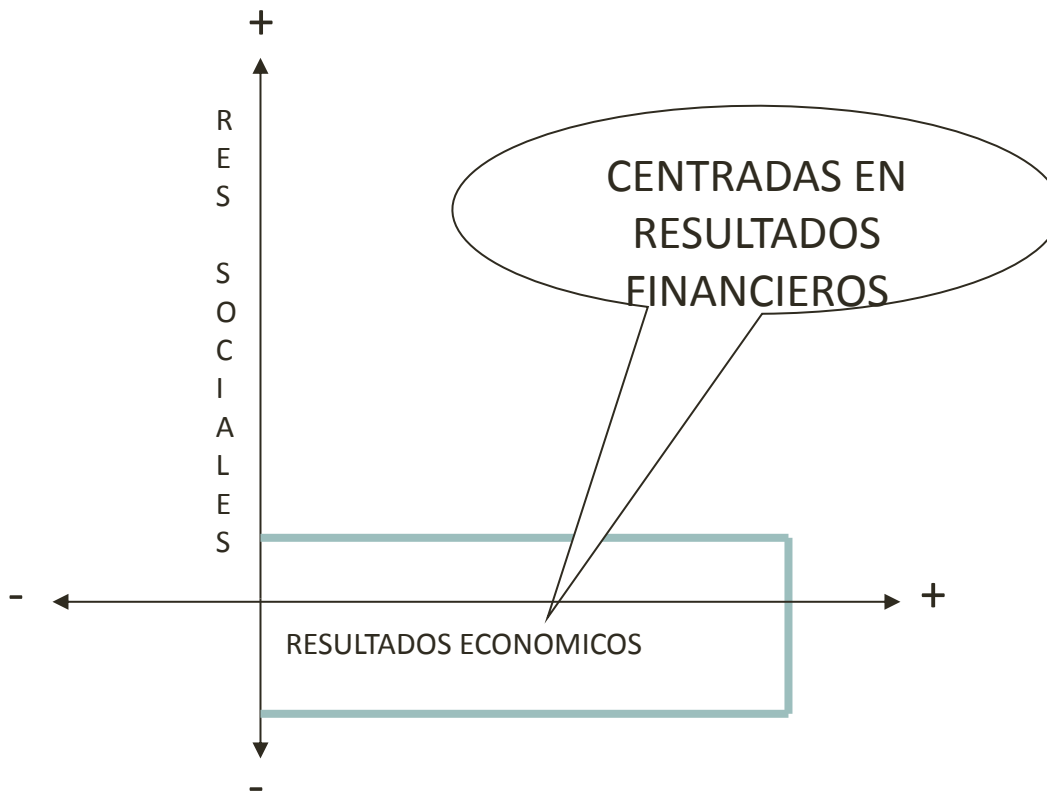 +
RES SOCIALES
CENTRADAS EN
RESULTADOS
FINANCIEROS
-
+
RESULTADOS ECONOMICOS
-